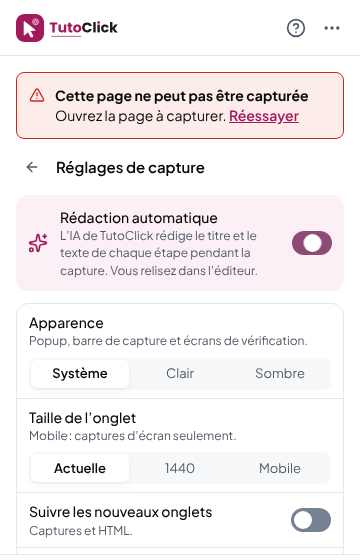 TutoClick
Cette page ne peut pas être capturée
Ouvrez la page à capturer. Réessayer
Réglages de capture
Rédaction automatique
L’IA de TutoClick rédige le titre et le
texte de chaque étape pendant la
capture. Vous relisez dans l’éditeur.
Apparence
Popup, barre de capture et écrans de vérification.
Système Clair Sombre
Taille de l’onglet
Mobile : captures d’écran seulement.
Actuelle 1440 Mobile
Suivre les nouveaux onglets
Captures et HTML.